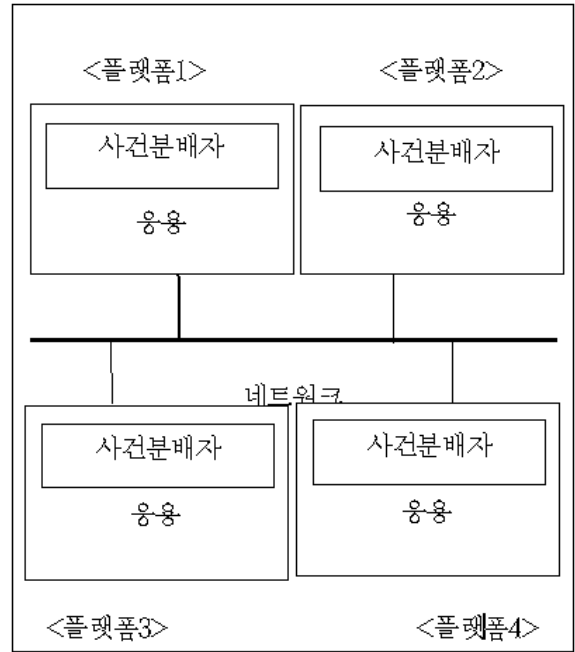 <플랫폼1>
<플랫폼2>
사건분배자
응용
사건분배자
응용
네트워크
사건분배자
응용
사건분배자
응용
<플랫폼3>
<플랫폼4>